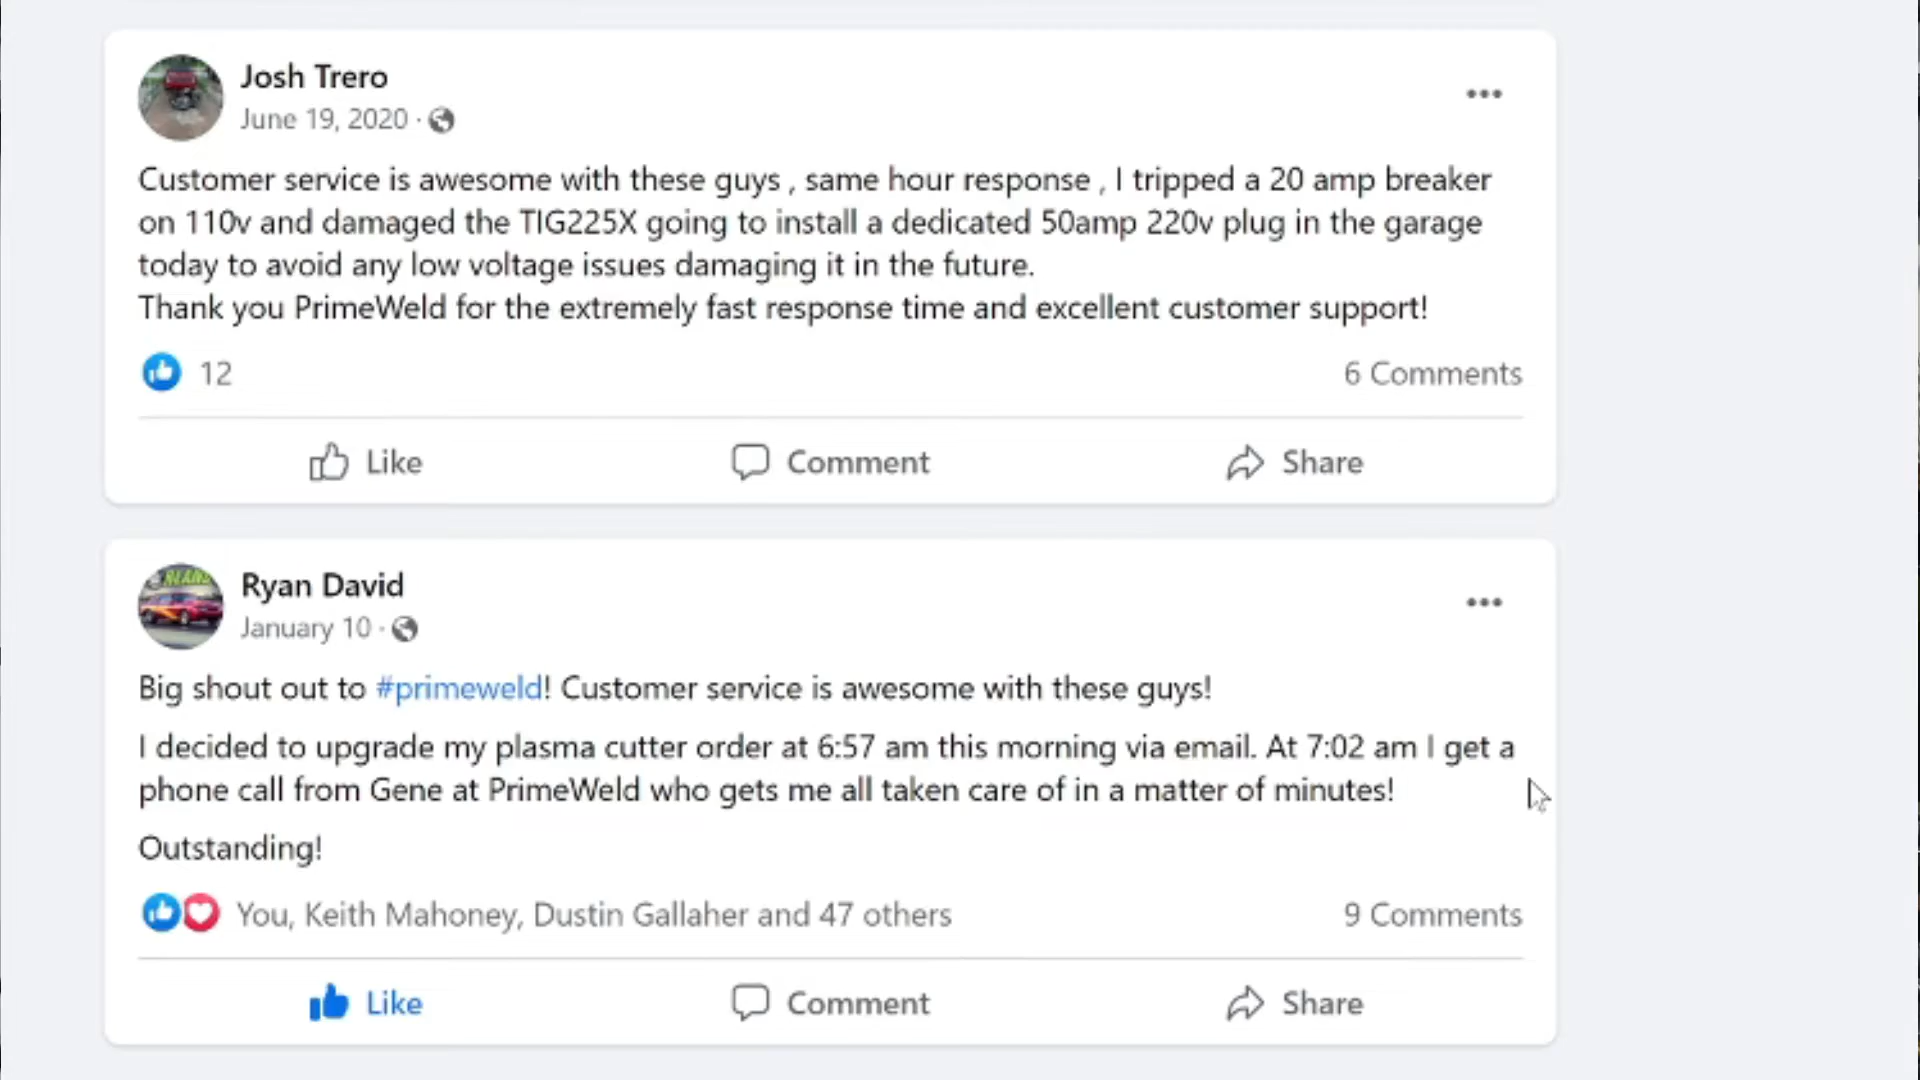 Josh Trero
June 19, 2020 ·
Customer service is awesome with these guys , same hour response , I tripped a 20 amp breaker
on 110v and damaged the TIG225X going to install a dedicated 50amp 220v plug in the garage
today to avoid any low voltage issues damaging it in the future.
Thank you PrimeWeld for the extremely fast response time and excellent customer support!
12
6 Comments
Like
Comment
Share
Ryan David
January 10 ·
Big shout out to #primeweld! Customer service is awesome with these guys!
I decided to upgrade my plasma cutter order at 6:57 am this morning via email. At 7:02 am I get a
phone call from Gene at PrimeWeld who gets me all taken care of in a matter of minutes!
Outstanding!
You, Keith Mahoney, Dustin Gallaher and 47 others
9 Comments
Like
Comment
Share